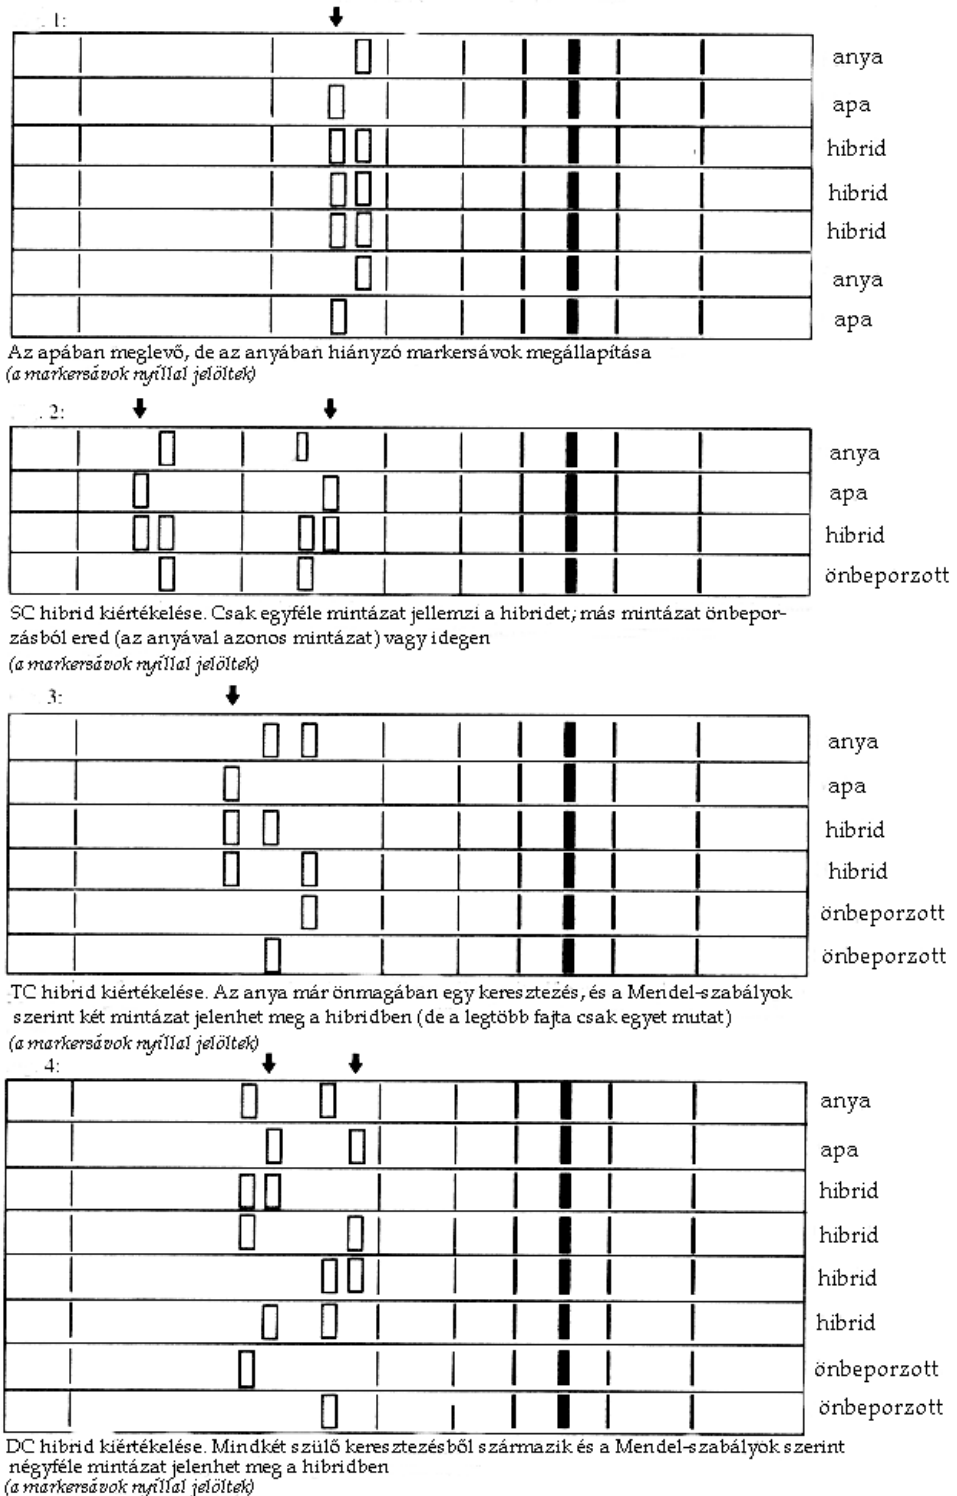 1:
anya
apa
hibrid
hibrid
hibrid
anya
apa
Az apában meglevő, de az anyában hiányzó markersávok megállapítása
(a markersávok nyíllal jelöltek)
2:
anya
apa
hibrid
önbeporzott
SC hibrid kiértékelése. Csak egyféle mintázat jellemzi a hibridet; más mintázat önbepor-
zásból ered (az anyával azonos mintázat) vagy idegen
(a markersávok nyíllal jelöltek)
3:
anya
apa
hibrid
hibrid
önbeporzott
önbeporzott
TC hibrid kiértékelése. Az anya már önmagában egy keresztezés, és a Mendel-szabályok
szerint két mintázat jelenhet meg a hibridben (de a legtöbb fajta csak egyet mutat)
(a markersávok nyíllal jelöltek)
4:
anya
apa
hibrid
hibrid
hibrid
hibrid
önbeporzott
önbeporzott
DC hibrid kiértékelése. Mindkét szülő keresztezésből származik és a Mendel-szabályok szerint
négyféle mintázat jelenhet meg a hibridben
(a markersávok nyíllal jelöltek)